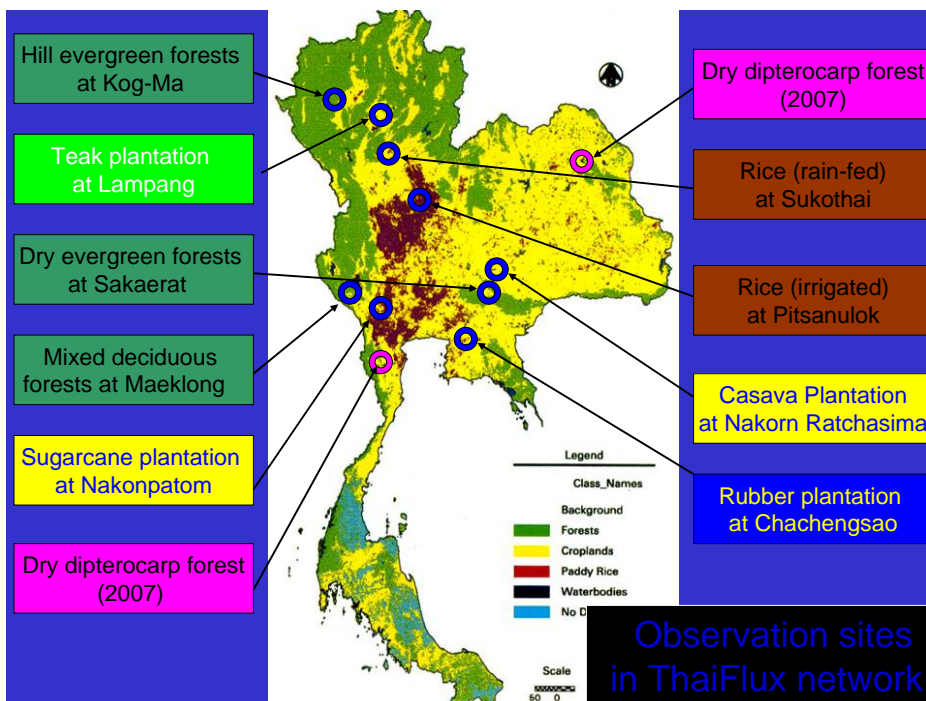 Hill evergreen forests
at Kog-Ma
Teak plantation
at Lampang
Dry evergreen forests
at Sakaerat
Mixed deciduous
forests at Maeklong
Sugarcane plantation
at Nakonpatom
Dry dipterocarp forest
(2007)
Dry dipterocarp forest
(2007)
Rice (rain-fed)
at Sukothai
Rice (irrigated)
at Pitsanulok
Casava Plantation
at Nakorn Ratchasima
Rubber plantation
at Chachengsao
Legend
Class_Names
Background
Forests
Croplands
Paddy Rice
Waterbodies
No
Scale
50 0
Observation sites
in ThaiFlux network